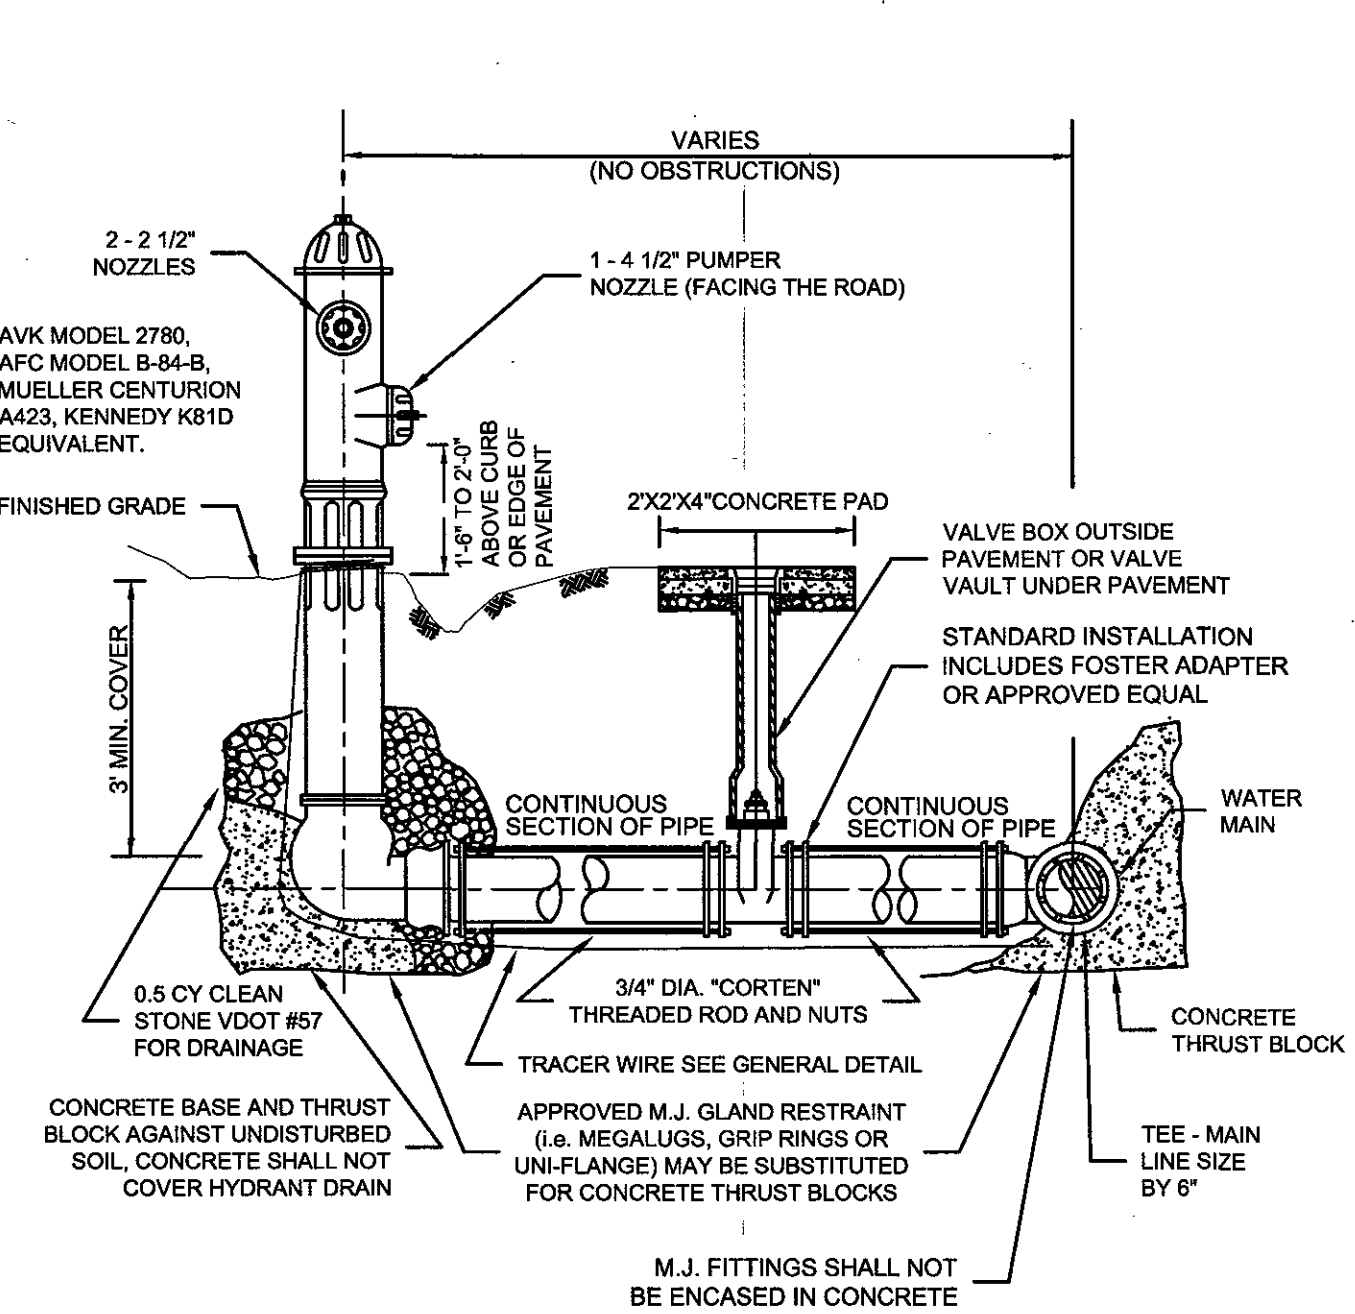 VARIES
(NO OBSTRUCTIONS)
2 - 2 1/2"
NOZZLES
1 - 4 1/2" PUMPER
NOZZLE (FACING THE ROAD)
AVK MODEL 2780,
AFC MODEL B-84-B,
MUELLER CENTURION
A423, KENNEDY K81D
EQUIVALENT.
1'-6" TO 2'-0"
ABOVE CURB
OR EDGE OF
PAVEMENT
FINISHED GRADE
2'X2'X4"CONCRETE PAD
VALVE BOX OUTSIDE
PAVEMENT OR VALVE
VAULT UNDER PAVEMENT
STANDARD INSTALLATION
INCLUDES FOSTER ADAPTER
OR APPROVED EQUAL
3' MIN. COVER
CONTINUOUS
SECTION OF PIPE
CONTINUOUS
SECTION OF PIPE
WATER
MAIN
0.5 CY CLEAN
STONE VDOT #57
FOR DRAINAGE
3/4" DIA. "CORTEN"
THREADED ROD AND NUTS
CONCRETE
THRUST BLOCK
TRACER WIRE SEE GENERAL DETAIL
CONCRETE BASE AND THRUST
BLOCK AGAINST UNDISTURBED
SOIL, CONCRETE SHALL NOT
COVER HYDRANT DRAIN
APPROVED M.J. GLAND RESTRAINT
(i.e. MEGALUGS, GRIP RINGS OR
UNI-FLANGE) MAY BE SUBSTITUTED
FOR CONCRETE THRUST BLOCKS
TEE - MAIN
LINE SIZE
BY 6"
M.J. FITTINGS SHALL NOT
BE ENCASED IN CONCRETE